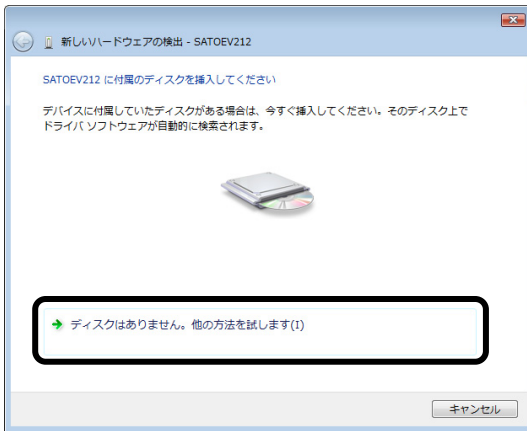 新しいハードウェアの検出 - SATOEV212
SATOEV212 に付属のディスクを挿入してください
デバイスに付属していたディスクがある場合は、今すぐ挿入してください。そのディスク上で
ドライバ ソフトウェアが自動的に検索されます。
ディスクはありません。他の方法を試します(I)
キャンセル